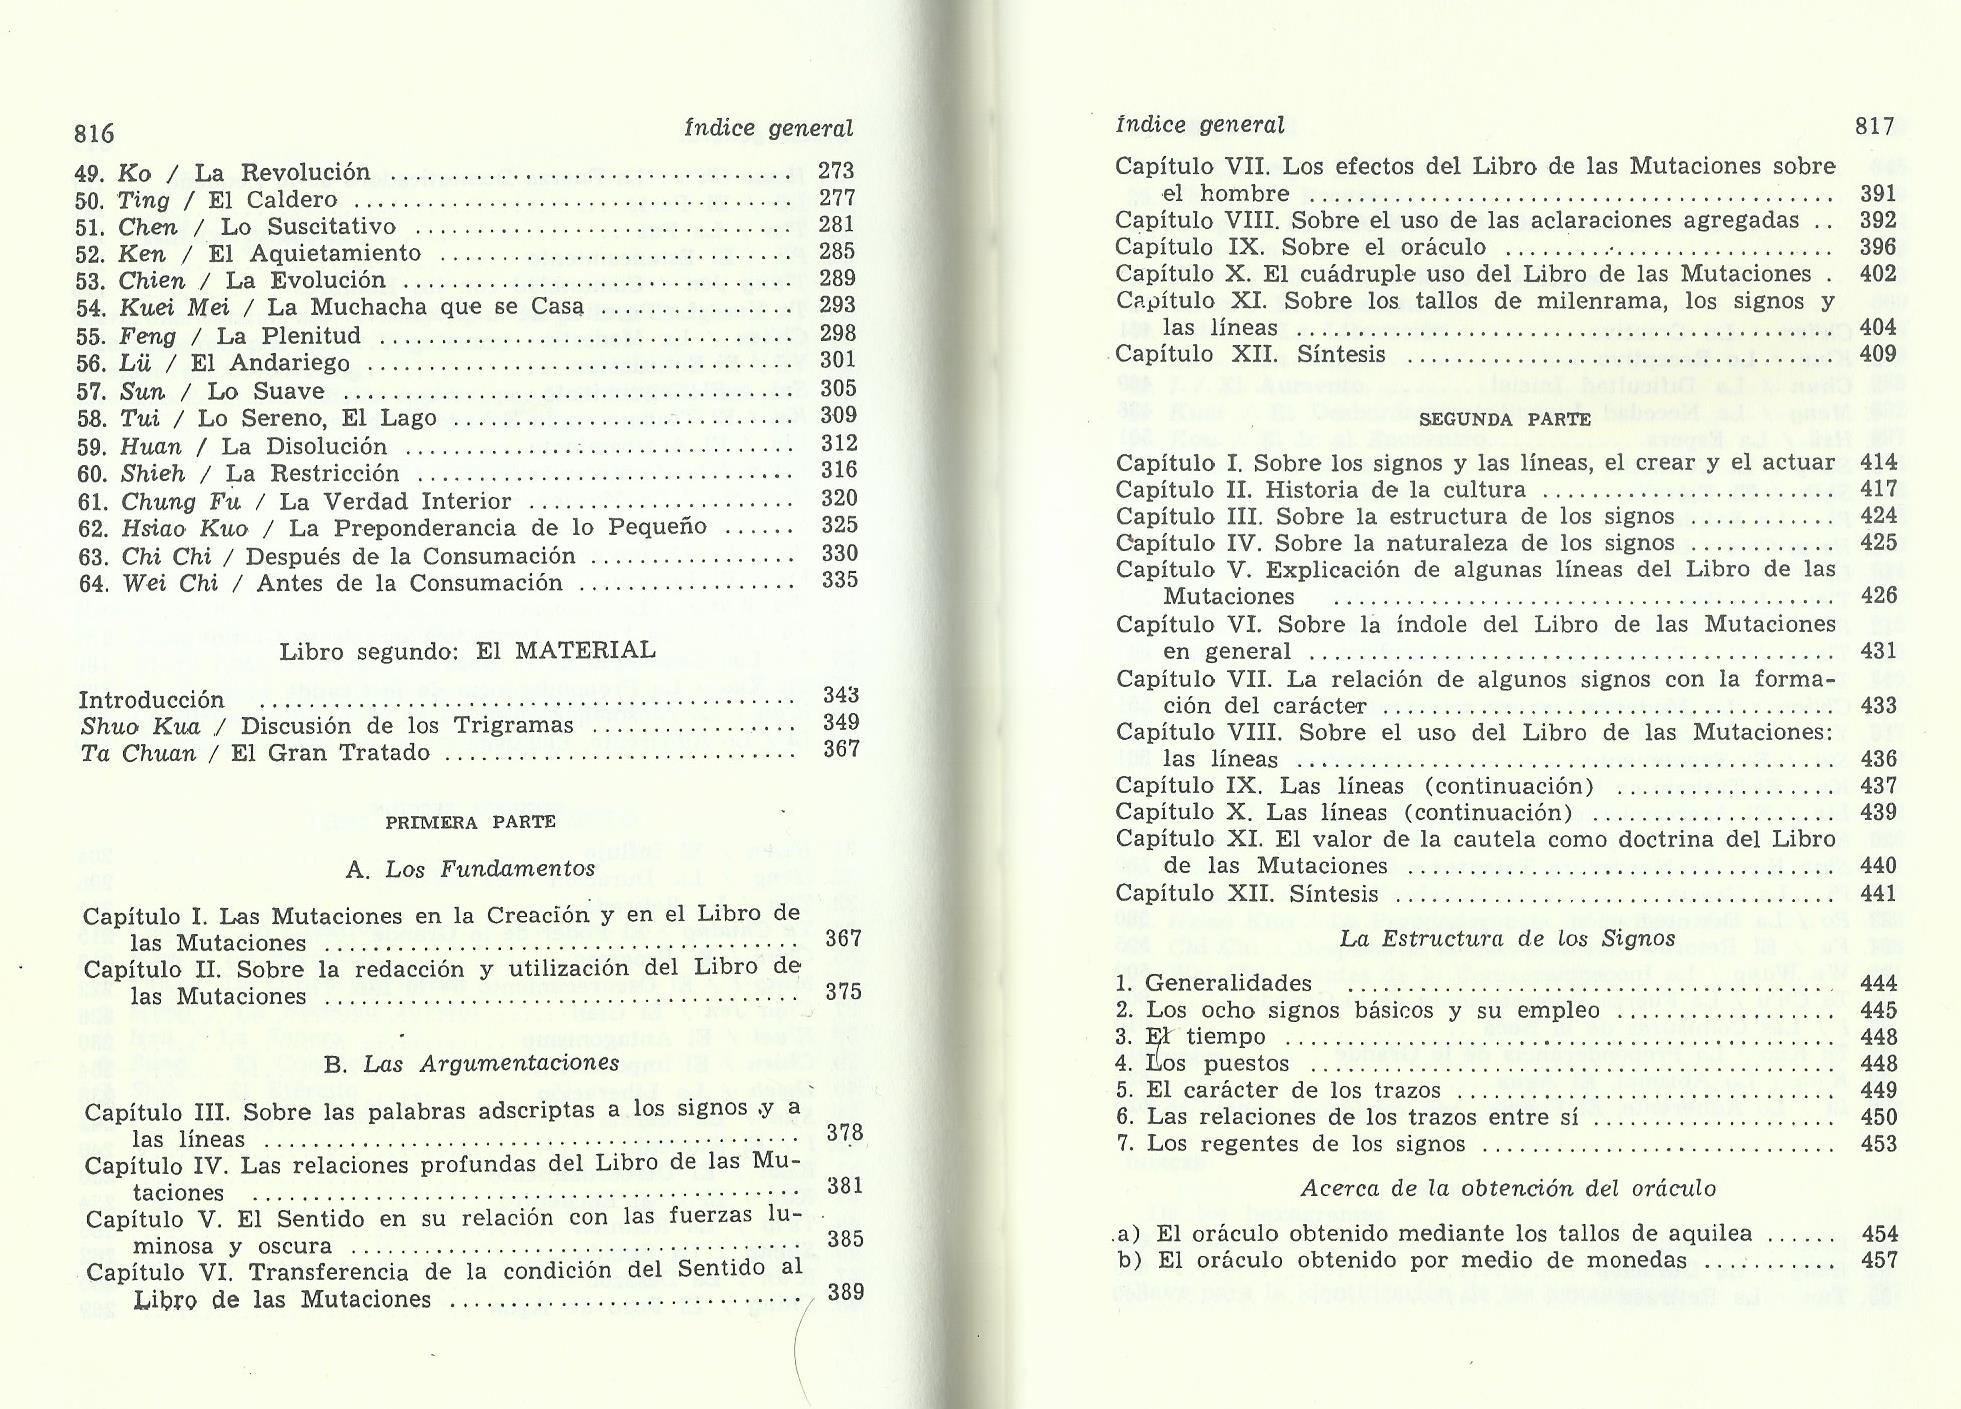 816 Índice general
49. Ko / La Revolución ................................. 273
50. Ting / El Caldero .................................... 277
51. Chen / Lo Suscitativo ............................... 281
52. Ken / El Aquietamiento ............................. 285
53. Chien / La Evolución ................................ 289
54. Kuei Mei / La Muchacha que se Casa ................ 293
55. Feng / La Plenitud .................................. 298
56. Lü / El Andariego ................................... 301
57. Sun / Lo Suave ..................................... 305
58. Tui / Lo Sereno, El Lago ............................ 309
59. Huan / La Disolución ................................ 312
60. Shieh / La Restricción ............................... 316
61. Chung Fu / La Verdad Interior ...................... 320
62. Hsiao Kuo / La Preponderancia de lo Pequeño ...... 325
63. Chi Chi / Después de la Consumación ................. 330
64. Wei Chi / Antes de la Consumación .................. 335
Libro segundo: El MATERIAL
Introducción ............................................ 343
Shuo Kua / Discusión de los Trigramas ................. 349
Ta Chuan / El Gran Tratado ............................. 367
PRIMERA PARTE
A. Los Fundamentos
Capítulo I. Las Mutaciones en la Creación y en el Libro de
las Mutaciones ....................................... 367
Capítulo II. Sobre la redacción y utilización del Libro de
las Mutaciones ....................................... 375
B. Las Argumentaciones
Capítulo III. Sobre las palabras adscriptas a los signos y a
las líneas ............................................ 378
Capítulo IV. Las relaciones profundas del Libro de las Mu-
taciones ............................................. 381
Capítulo V. El Sentido en su relación con las fuerzas lu-
minosa y oscura ..................................... 385
Capítulo VI. Transferencia de la condición del Sentido al
Libro de las Mutaciones ............................. 389
Índice general 817
Capítulo VII. Los efectos del Libro de las Mutaciones sobre
el hombre ........................................... 391
Capítulo VIII. Sobre el uso de las aclaraciones agregadas .. 392
Capítulo IX. Sobre el oráculo ........................... 396
Capítulo X. El cuádruple uso del Libro de las Mutaciones . 402
Capítulo XI. Sobre los tallos de milenrama, los signos y
las líneas ............................................ 404
Capítulo XII. Síntesis ................................... 409
SEGUNDA PARTE
Capítulo I. Sobre los signos y las líneas, el crear y el actuar 414
Capítulo II. Historia de la cultura ........................ 417
Capítulo III. Sobre la estructura de los signos ............ 424
Capítulo IV. Sobre la naturaleza de los signos ............ 425
Capítulo V. Explicación de algunas líneas del Libro de las
Mutaciones ......................................... 426
Capítulo VI. Sobre la índole del Libro de las Mutaciones
en general ........................................... 431
Capítulo VII. La relación de algunos signos con la forma-
ción del carácter ..................................... 433
Capítulo VIII. Sobre el uso del Libro de las Mutaciones:
las líneas ............................................ 436
Capítulo IX. Las líneas (continuación) .................. 437
Capítulo X. Las líneas (continuación) ................... 439
Capítulo XI. El valor de la cautela como doctrina del Libro
de las Mutaciones ................................... 440
Capítulo XII. Síntesis ..................................... 441
La Estructura de los Signos
1. Generalidades ........................................ 444
2. Los ocho signos básicos y su empleo .................. 445
3. El tiempo ............................................. 448
4. Los puestos ........................................... 448
5. El carácter de los trazos ............................... 449
6. Las relaciones de los trazos entre sí .................... 450
7. Los regentes de los signos ............................. 453
Acerca de la obtención del oráculo
a) El oráculo obtenido mediante los tallos de aquilea ...... 454
b) El oráculo obtenido por medio de monedas ........... 457